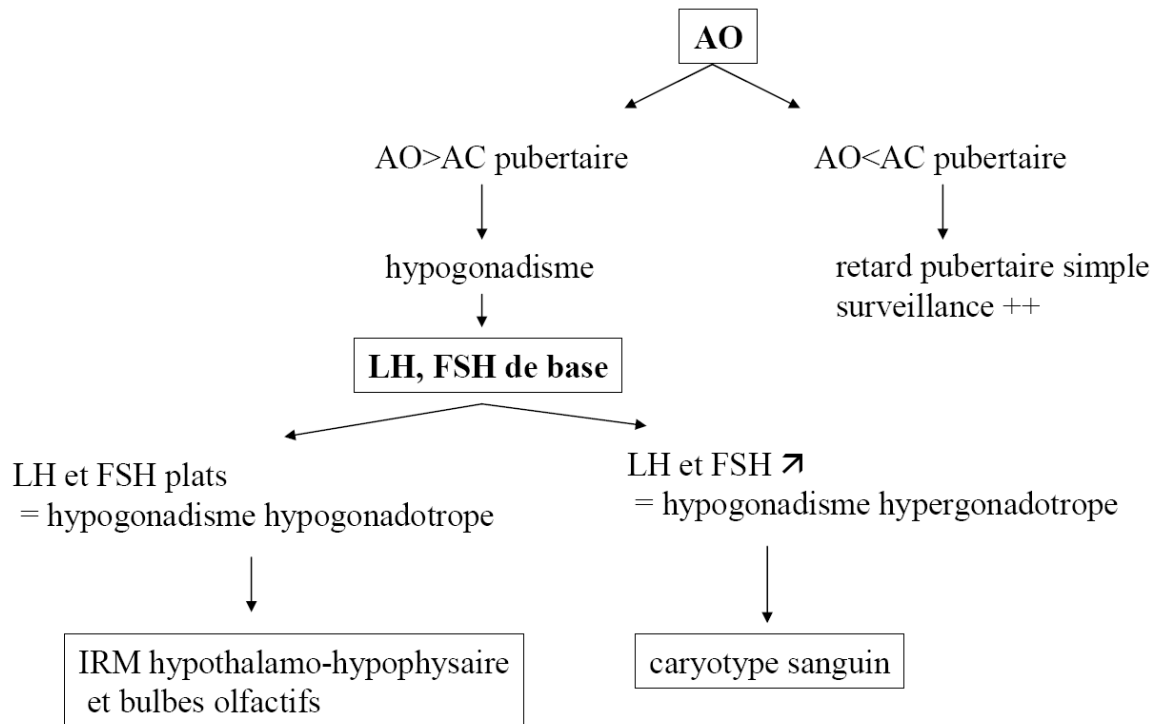 AO
AO>AC pubertaire
AO<AC pubertaire
hypogonadisme
retard pubertaire simple
surveillance ++
LH, FSH de base
LH et FSH plats
= hypogonadisme hypogonadotrope
LH et FSH ↗
= hypogonadisme hypergonadotrope
IRM hypothalamo-hypophysaire
et bulbes olfactifs
caryotype sanguin